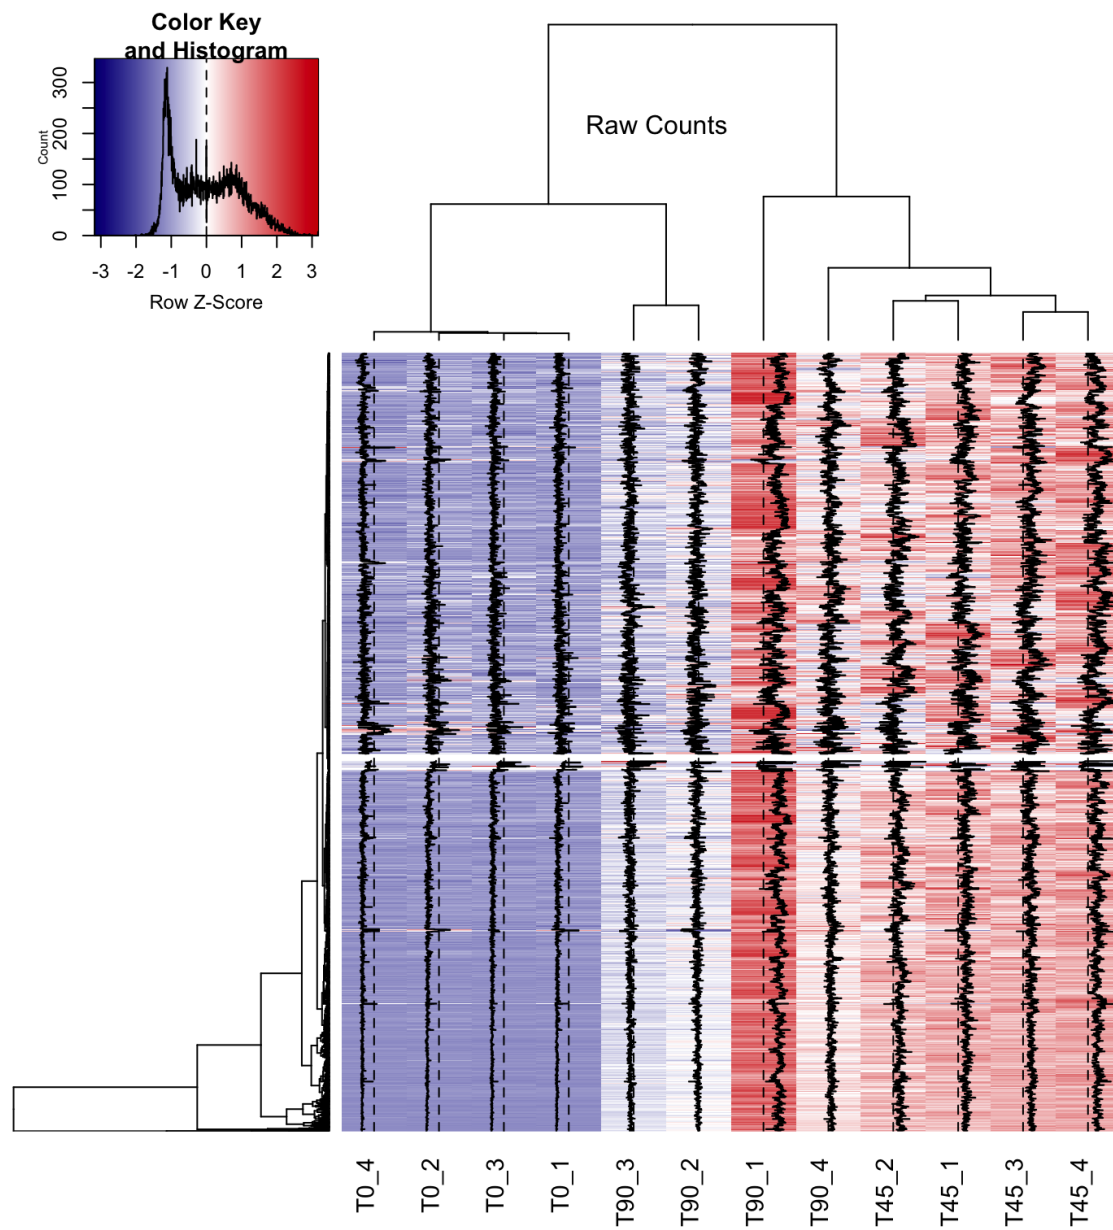 Color Key
and Histogram
Count
0 100 200 300
-3 -2 -1 0 1 2 3
Row Z-Score
Raw Counts
T0_4
T0_2
T0_3
T0_1
T90_3
T90_2
T90_1
T90_4
T45_2
T45_1
T45_3
T45_4